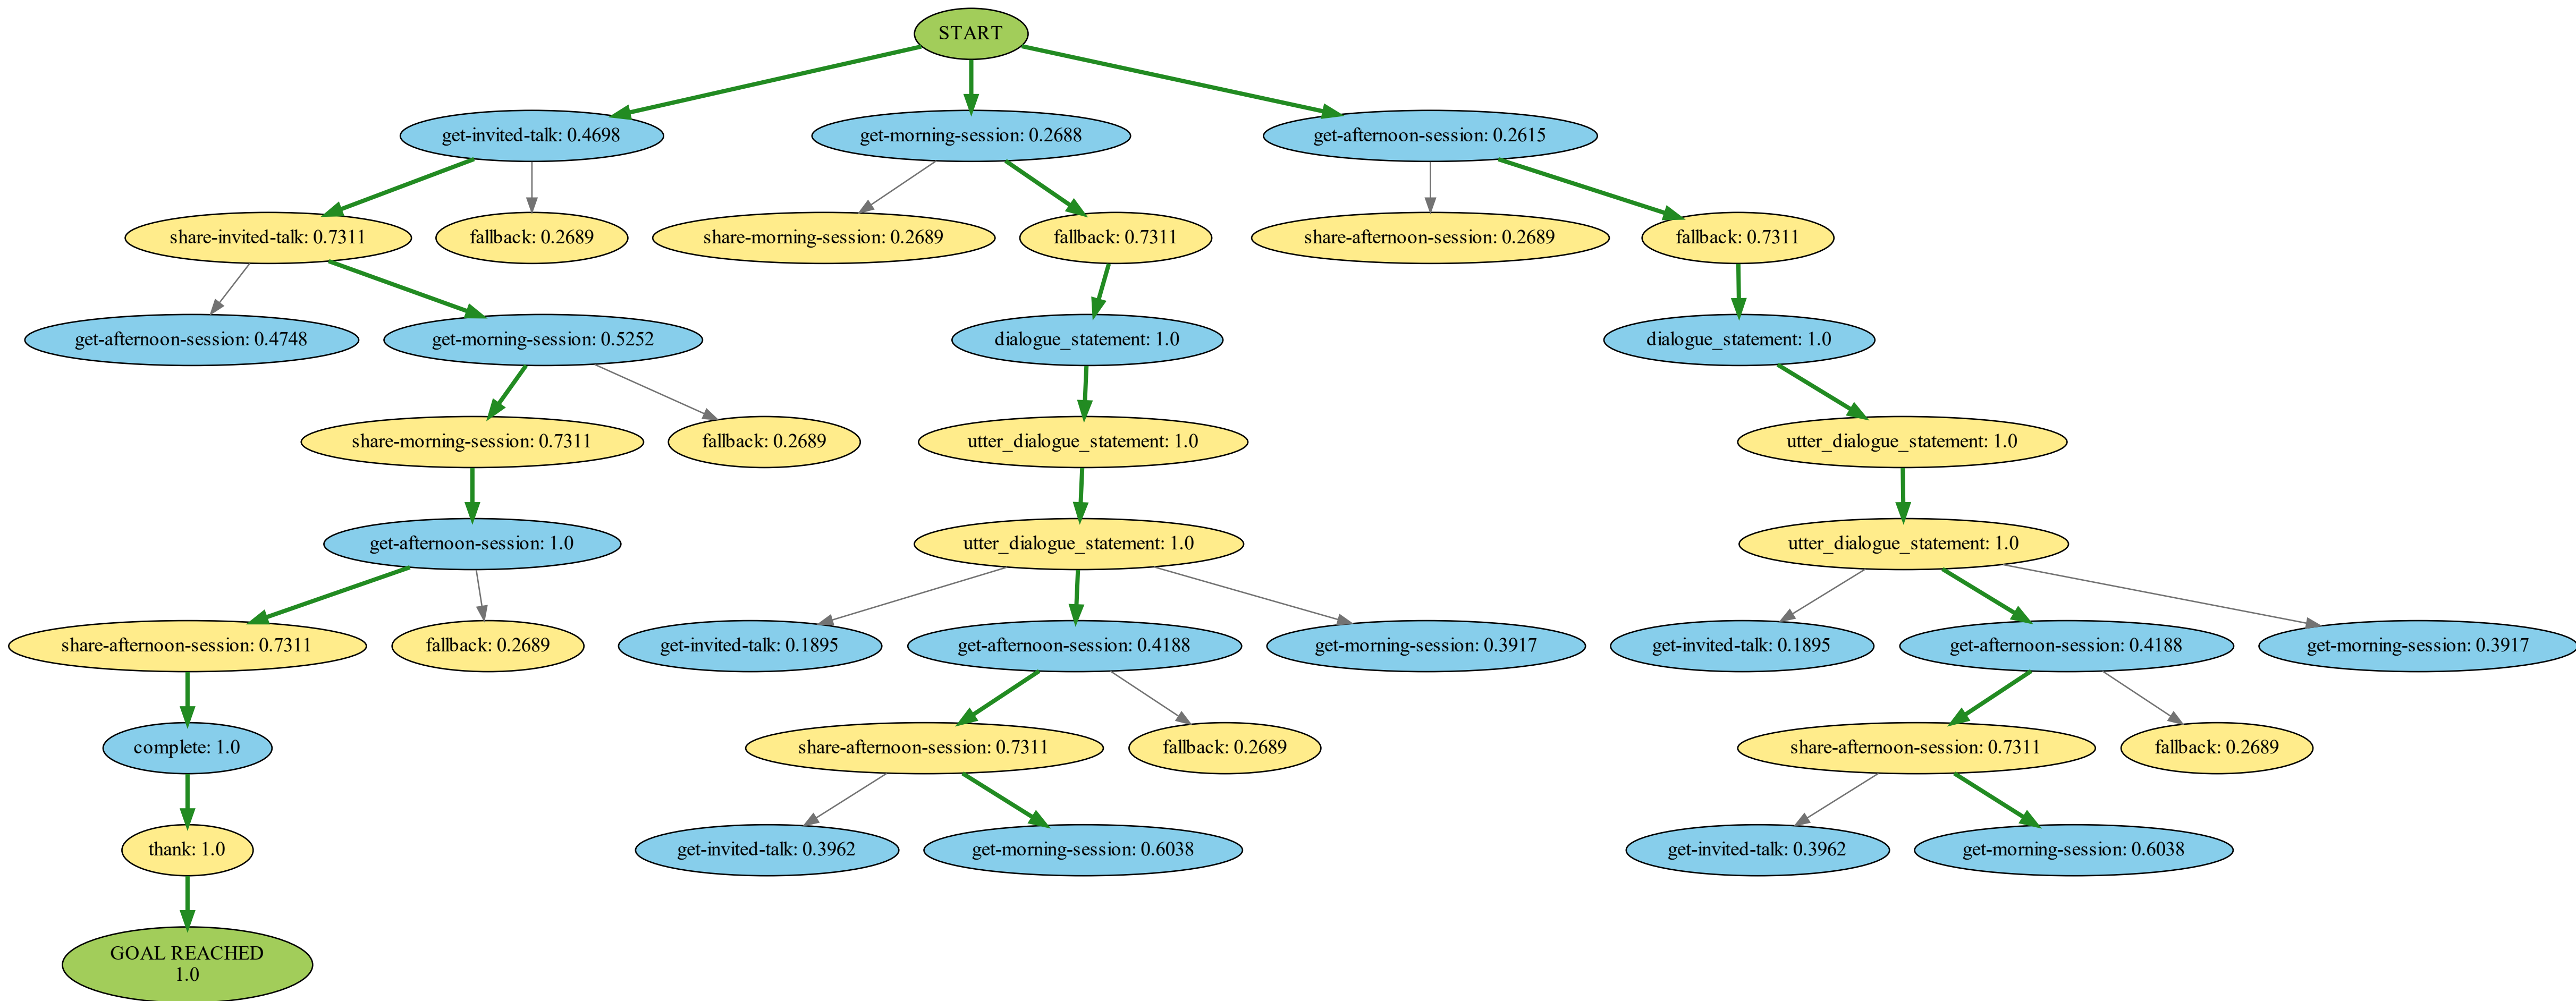 START
get-invited-talk: 0.4698
get-morning-session: 0.2688
get-afternoon-session: 0.2615
share-invited-talk: 0.7311
fallback: 0.2689
share-morning-session: 0.2689
fallback: 0.7311
share-afternoon-session: 0.2689
fallback: 0.7311
get-afternoon-session: 0.4748
get-morning-session: 0.5252
dialogue_statement: 1.0
dialogue_statement: 1.0
share-morning-session: 0.7311
fallback: 0.2689
utter_dialogue_statement: 1.0
utter_dialogue_statement: 1.0
get-afternoon-session: 1.0
utter_dialogue_statement: 1.0
utter_dialogue_statement: 1.0
share-afternoon-session: 0.7311
fallback: 0.2689
get-invited-talk: 0.1895
get-afternoon-session: 0.4188
get-morning-session: 0.3917
get-invited-talk: 0.1895
get-afternoon-session: 0.4188
get-morning-session: 0.3917
complete: 1.0
share-afternoon-session: 0.7311
fallback: 0.2689
share-afternoon-session: 0.7311
fallback: 0.2689
thank: 1.0
get-invited-talk: 0.3962
get-morning-session: 0.6038
get-invited-talk: 0.3962
get-morning-session: 0.6038
GOAL REACHED
1.0